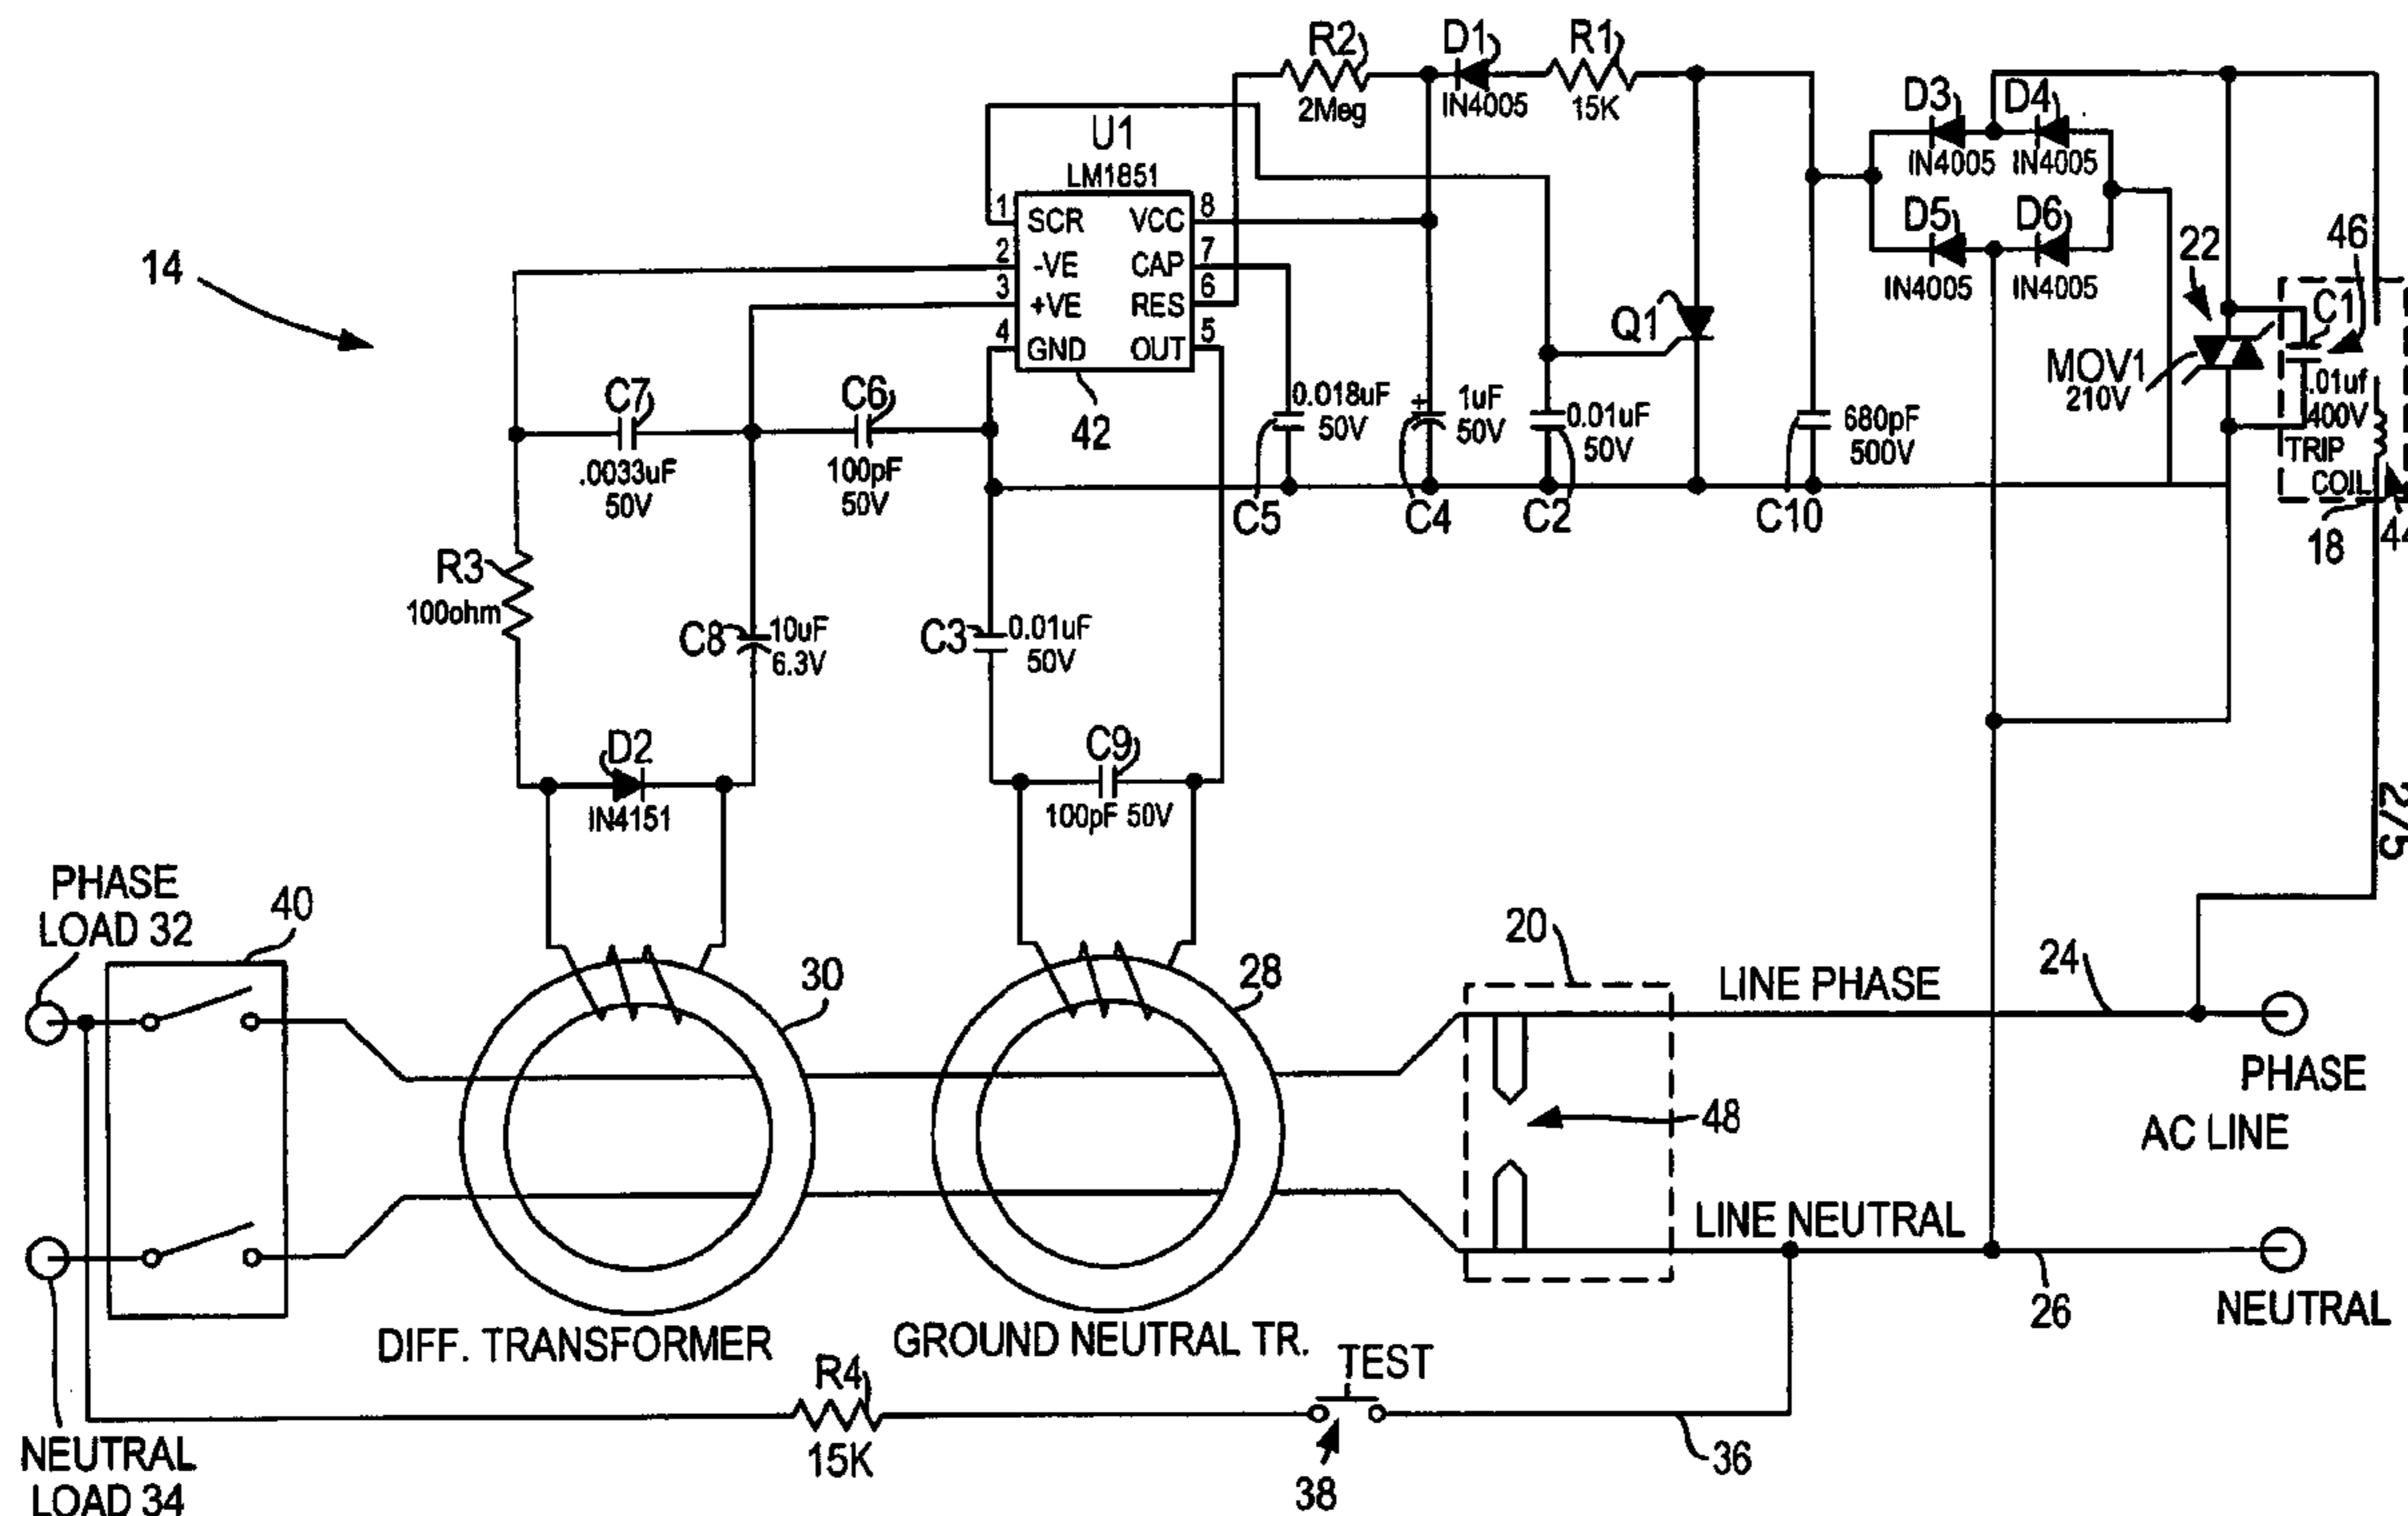 R2
2Meg
D1
IN4005
R1
15K
D3
IN4005
D4
IN4005
D5
IN4005
D6
IN4005
U1
LM1851
1 SCR VCC 8
2 -VE CAP 7
3 +VE RES 6
4 GND OUT 5
42
14
22
46
C1
.01uf
400V
MOV1
210V
TRIP
COIL
18
44
Q1
C7
.0033uF
50V
C6
100pF
50V
0.018uF
50V
C5
+
1uF
50V
C4
0.01uF
50V
C2
680pF
500V
C10
R3
100ohm
C8
10uF
6.3V
C3
0.01uF
50V
D2
IN4151
C9
100pF 50V
2/5
PHASE
LOAD 32
40
30
28
20
LINE PHASE
24
PHASE
48
AC LINE
LINE NEUTRAL
26
NEUTRAL
DIFF. TRANSFORMER
GROUND NEUTRAL TR.
R4
15K
TEST
38
36
NEUTRAL
LOAD 34